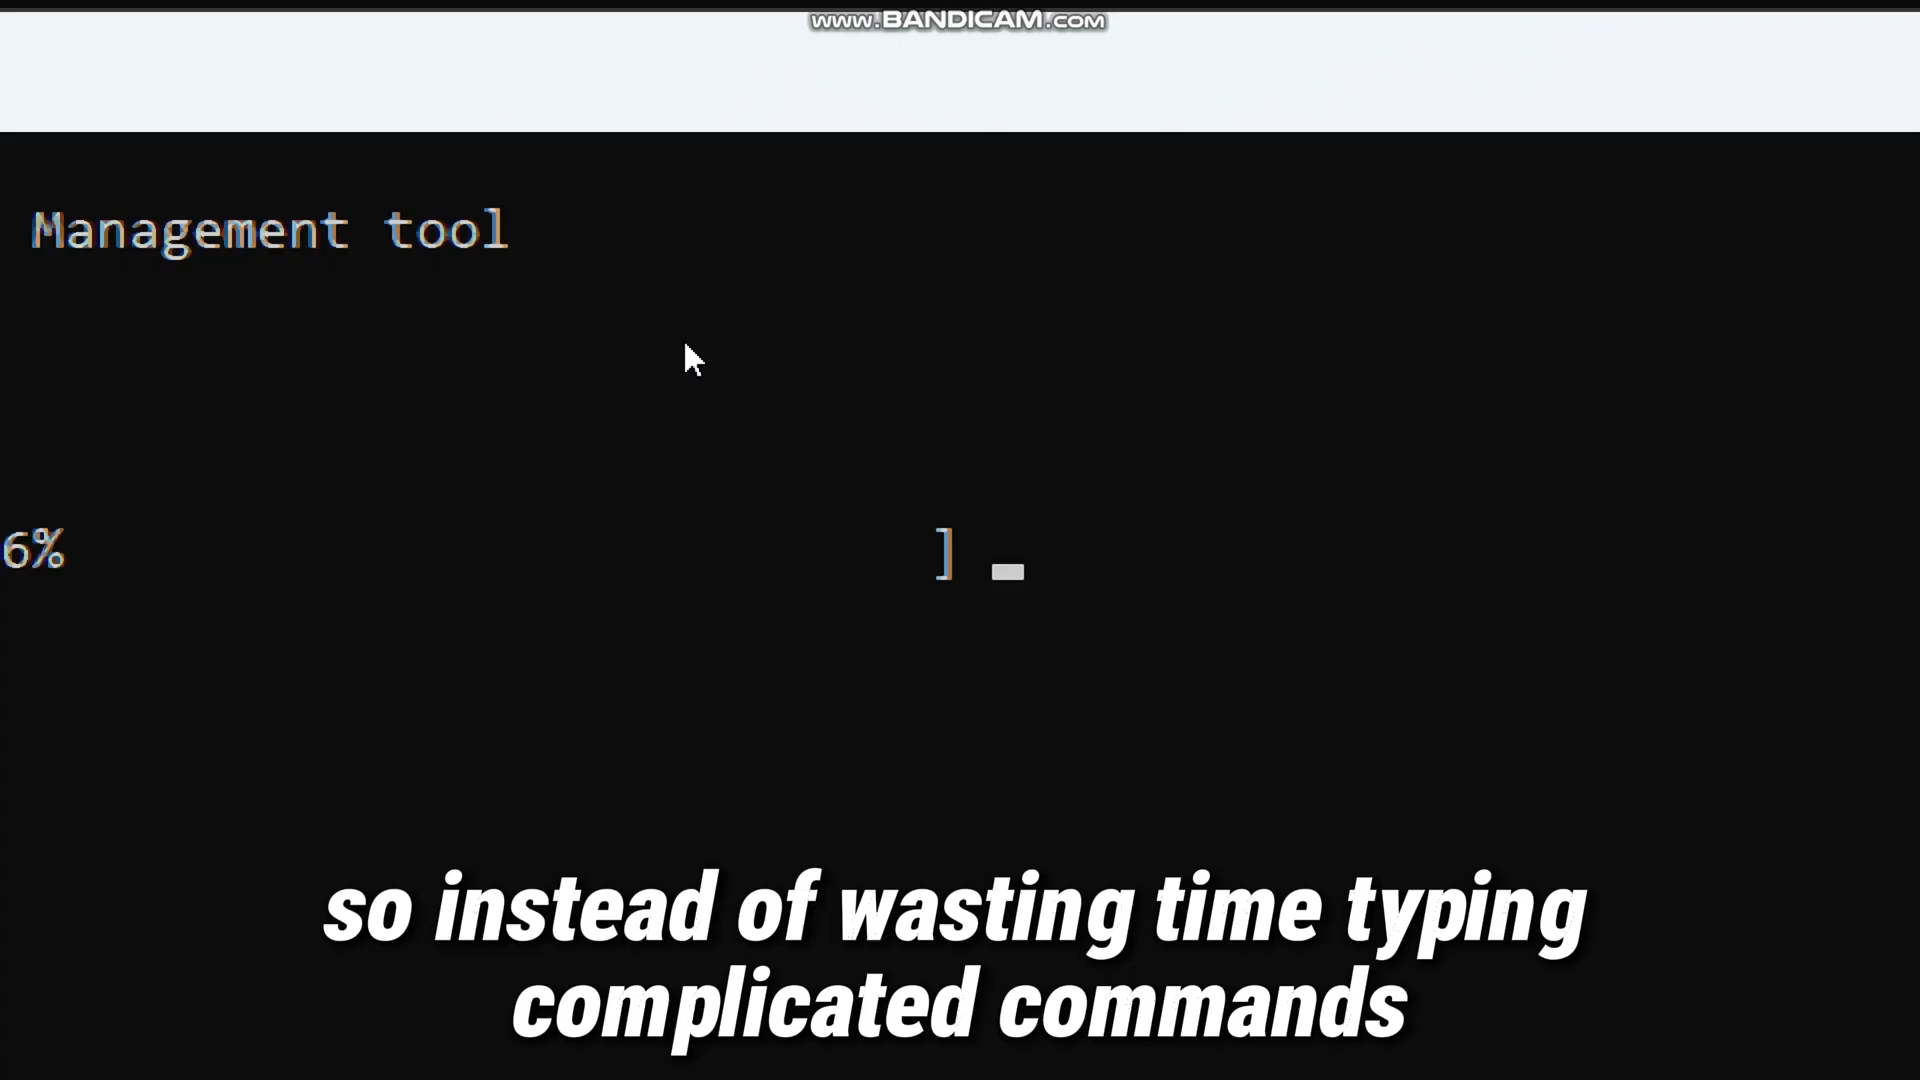 www.BANDICAM.com
Management tool
6% ] _
so instead of wasting time typing
complicated commands